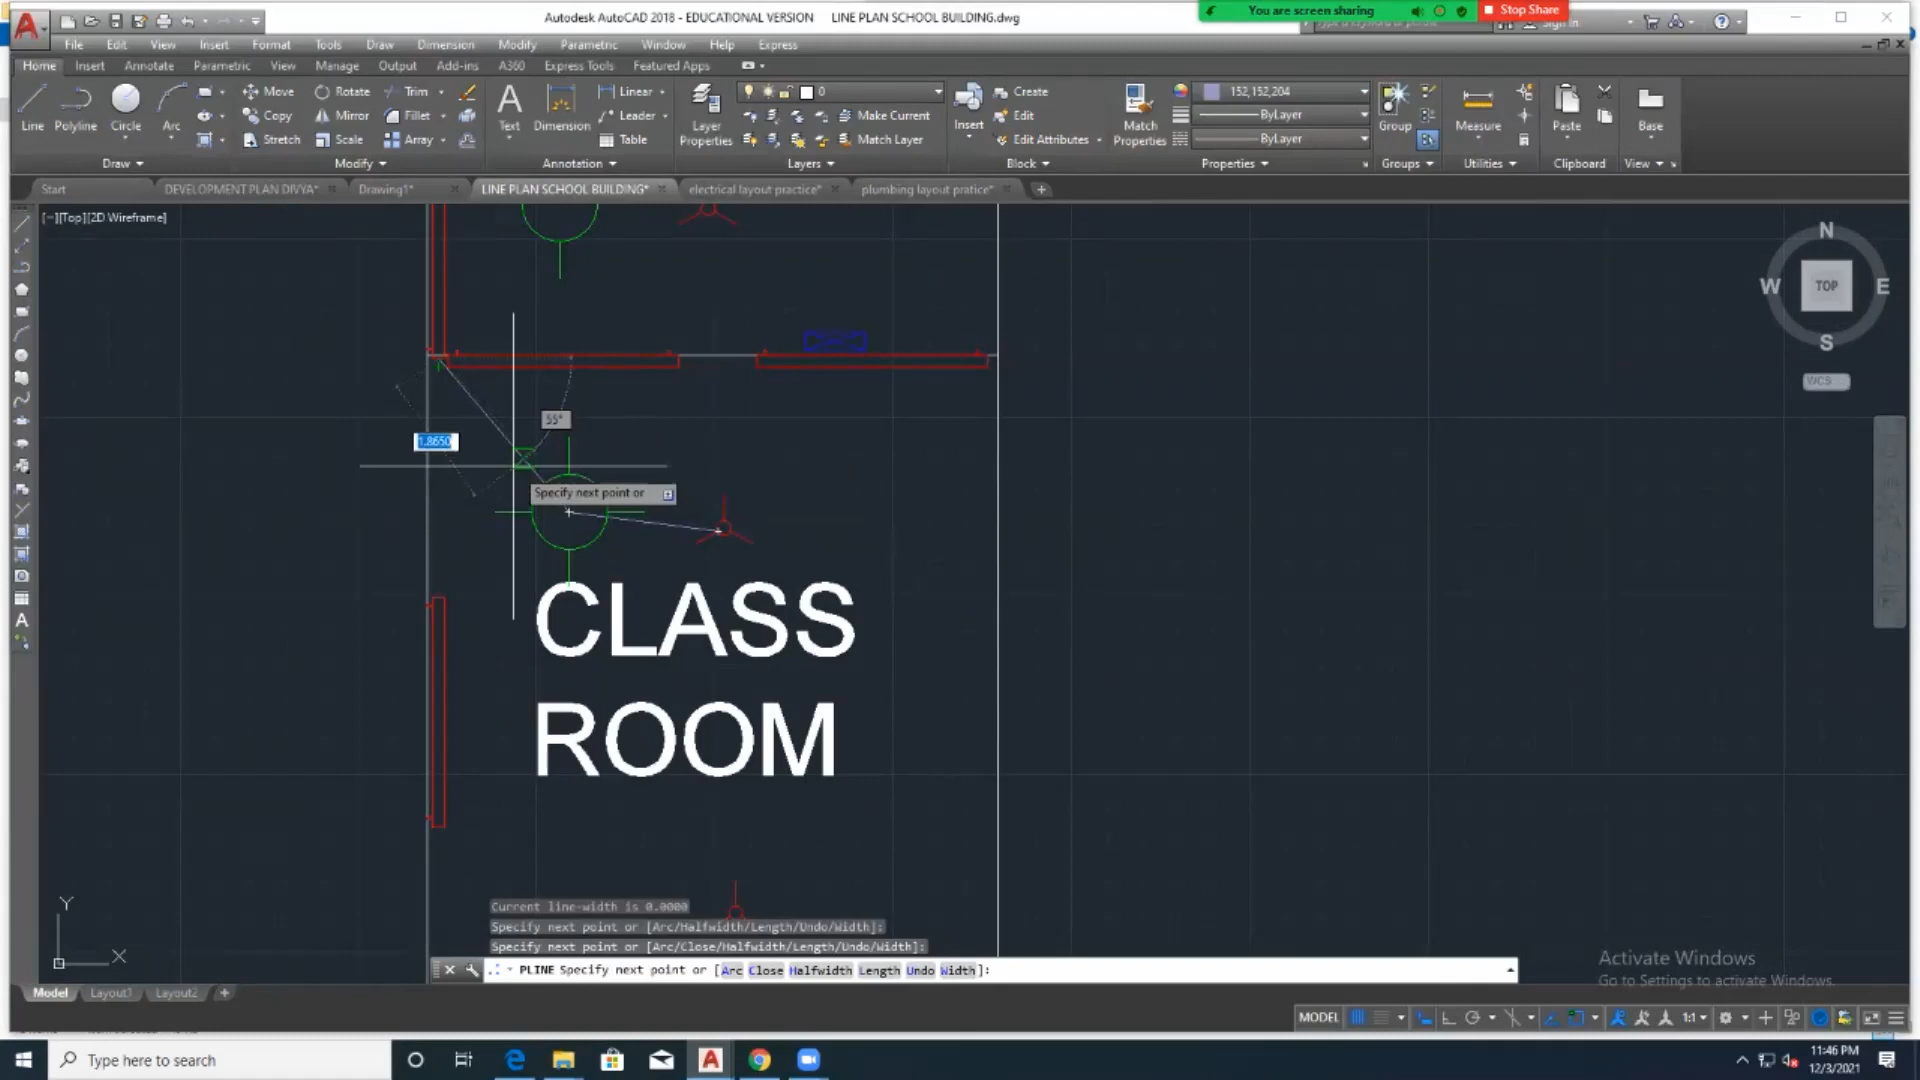 Autodesk AutoCAD 2018 - EDUCATIONAL VERSION LINE PLAN SCHOOL BUILDING.dwg
You are screen sharing Stop Share
File Edit View Insert Format Tools Draw Dimension Modify Parametric Window Help Express
Home Insert Annotate Parametric View Manage Output Add-ins A360 Express Tools Featured Apps
Line Polyline Circle Arc
Move Rotate Trim
Copy Mirror Fillet
Stretch Scale Array
Text Dimension
Linear
Leader
Table
Layer Properties
0
Make Current
Match Layer
Insert
Create
Edit
Edit Attributes
Match Properties
152,152,204
ByLayer
ByLayer
Group Measure Paste Base
Draw Modify Annotation Layers Block Properties Groups Utilities Clipboard View
Start DEVELOPMENT PLAN DIVYA* Drawing1* LINE PLAN SCHOOL BUILDING* electrical layout practice* plumbing layout pratice*
[−][Top][2D Wireframe]
N
W TOP E
S
WCS
55°
1.8650
Specify next point or
CLASS
ROOM
Y
X
Current line-width is 0.0000
Specify next point or [Arc/Halfwidth/Length/Undo/Width]:
Specify next point or [Arc/Close/Halfwidth/Length/Undo/Width]:
PLINE Specify next point or [Arc Close Halfwidth Length Undo Width]:
Activate Windows
Go to Settings to activate Windows.
Model Layout1 Layout2
MODEL 1:1
Type here to search
11:46 PM
12/3/2021